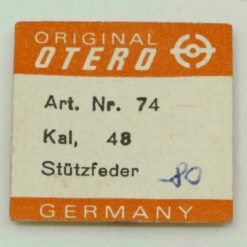 ORIGINAL
OTERO
Art. Nr. 74
Kal, 48
Stützfeder
-80
GERMANY